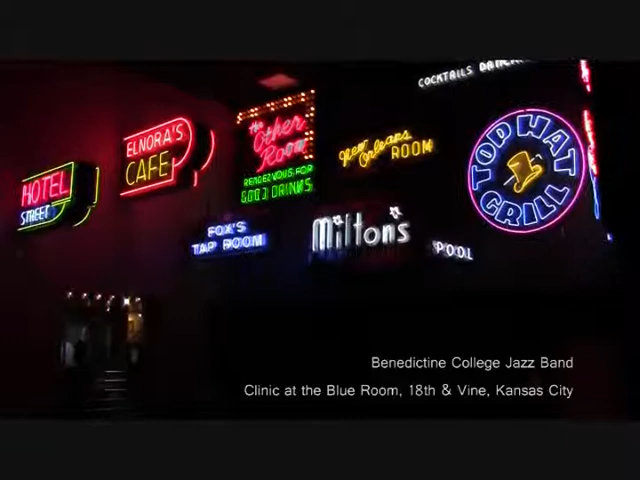 COCKTAILS
HOTEL
STREET
ELNORA'S
CAFE
the
Other
Room
RENDEZVOUS FOR
GOOD DRINKS
New Orleans
ROOM
TOP HAT
GRILL
FOX'S
TAP ROOM
Milton's
POOL
Benedictine College Jazz Band
Clinic at the Blue Room, 18th & Vine, Kansas City